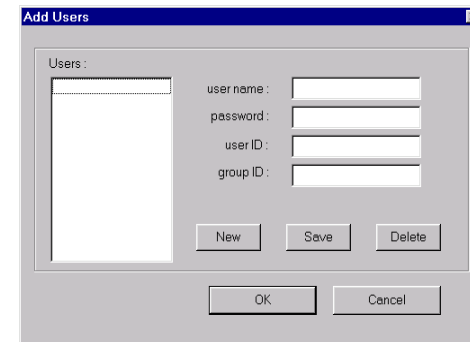 Add Users
Users :
user name :
password :
user ID :
group ID :
New Save Delete
OK Cancel